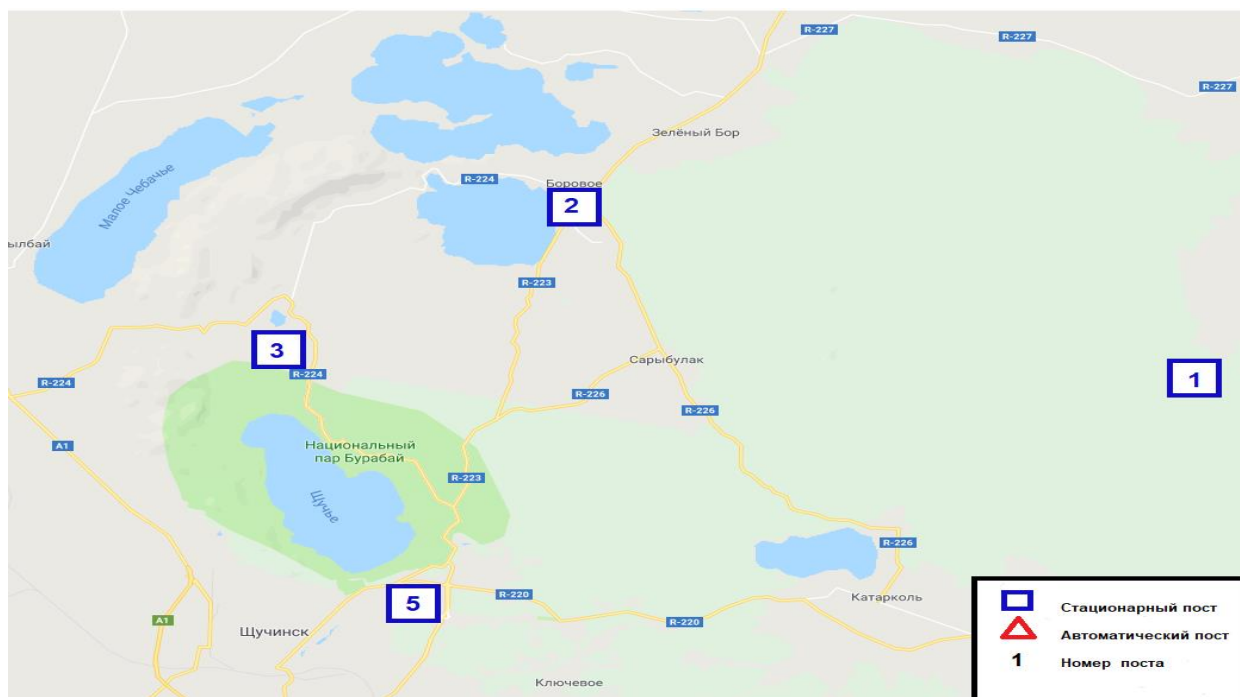 R-227
R-227
R-227
Зелёный Бор
Малое Чебачье
R-224
Боровое
2
ылбай
R-223
3
Сарыбулак
R-224
R-224
1
R-226
R-226
A1
Национальный
пар Бурабай
R-223
Щучье
R-226
R-220
5
Катарколь
A1
R-220
Щучинск
Ключевое
Стационарный пост
Автоматический пост
1 Номер поста